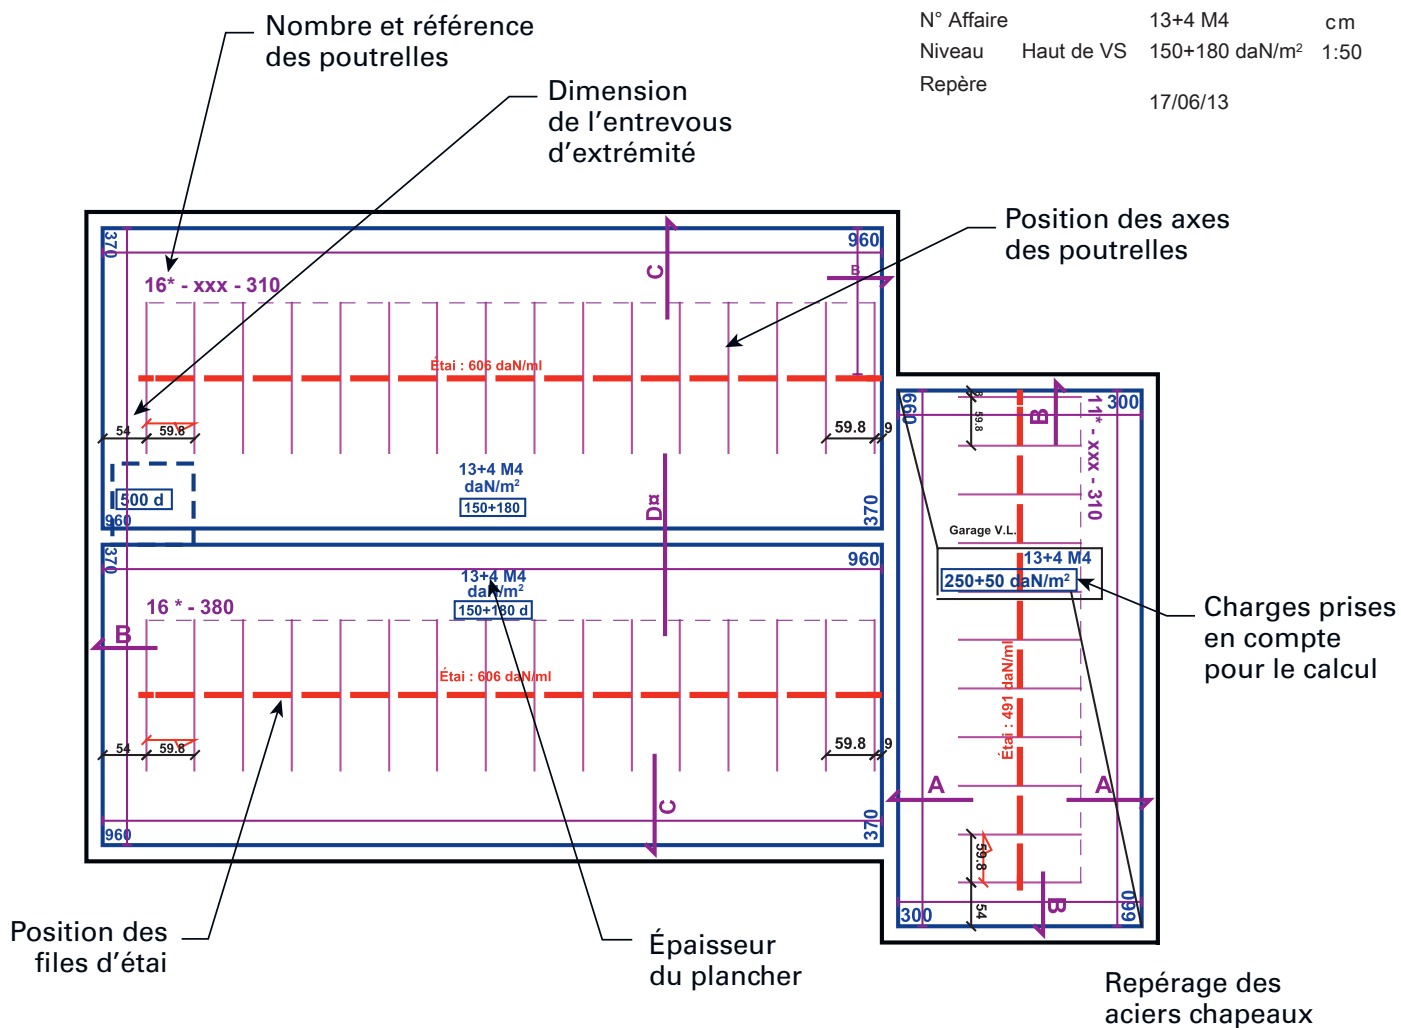 Nombre et référence
des poutrelles
N° Affaire 13+4 M4 cm
Niveau Haut de VS 150+180 daN/m² 1:50
Repère
17/06/13
Dimension
de l'entrevous
d'extrémité
Position des axes
des poutrelles
370
960
C
B
16* - xxx - 310
Étai : 606 daN/ml
54
59.8
59.8
9
13+4 M4
daN/m²
150+180
500 d
960
370
D¤
370
960
13+4 M4
daN/m²
150+180 d
16 * - 380
B
Étai : 606 daN/ml
54
59.8
59.8
9
C
960
370
660
300
59.8
B
11* - xxx - 310
Garage V.L.
13+4 M4
250+50 daN/m²
Étai : 491 daN/ml
A
A
59.8
54
B
300
660
Charges prises
en compte
pour le calcul
Position des
files d'étai
Épaisseur
du plancher
Repérage des
aciers chapeaux